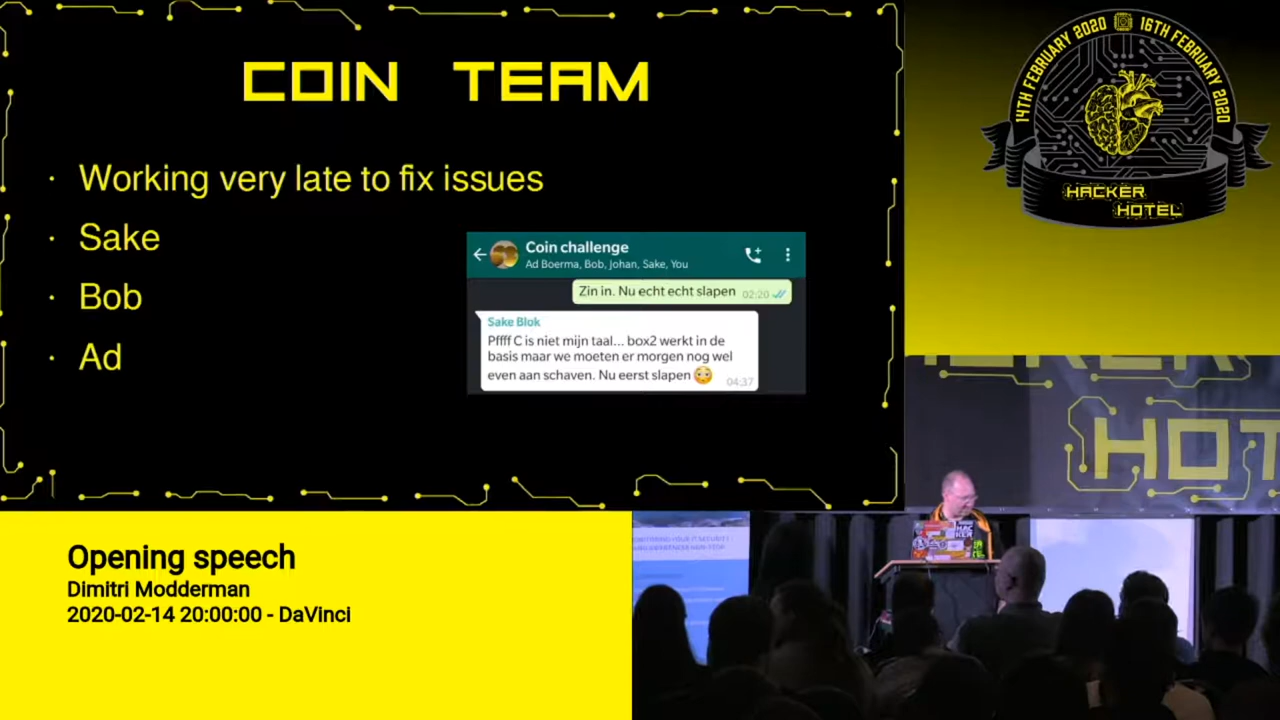 COIN TEAM
· Working very late to fix issues
· Sake
· Bob
· Ad
Coin challenge
Ad Boerma, Bob, Johan, Sake, You
Zin in. Nu echt echt slapen 02:20
Sake Blok
Pffff C is niet mijn taal... box2 werkt in de
basis maar we moeten er morgen nog wel
even aan schaven. Nu eerst slapen 😳
04:37
14TH FEBRUARY 2020 16TH FEBRUARY 2020
HACKER
HOTEL
HOT
Opening speech
Dimitri Modderman
2020-02-14 20:00:00 - DaVinci